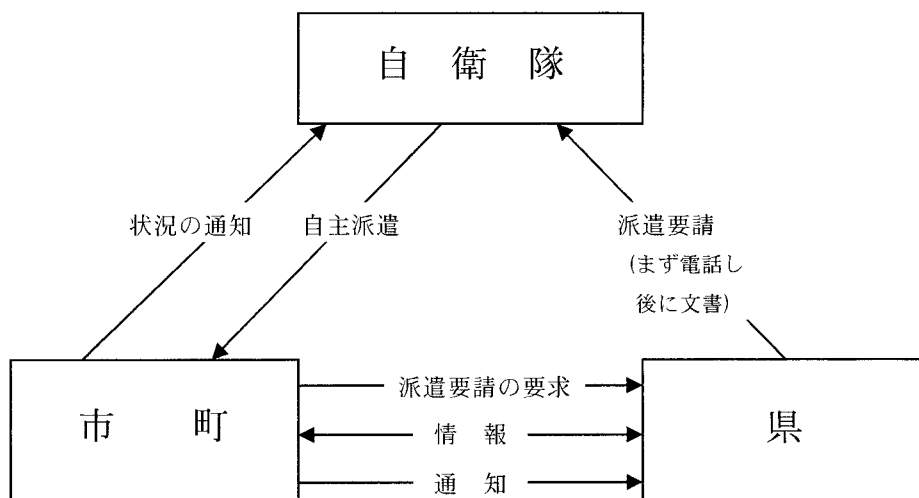 自衛隊
状況の通知
自主派遣
派遣要請
(まず電話し
後に文書)
派遣要請の要求
市町
情報
県
通知